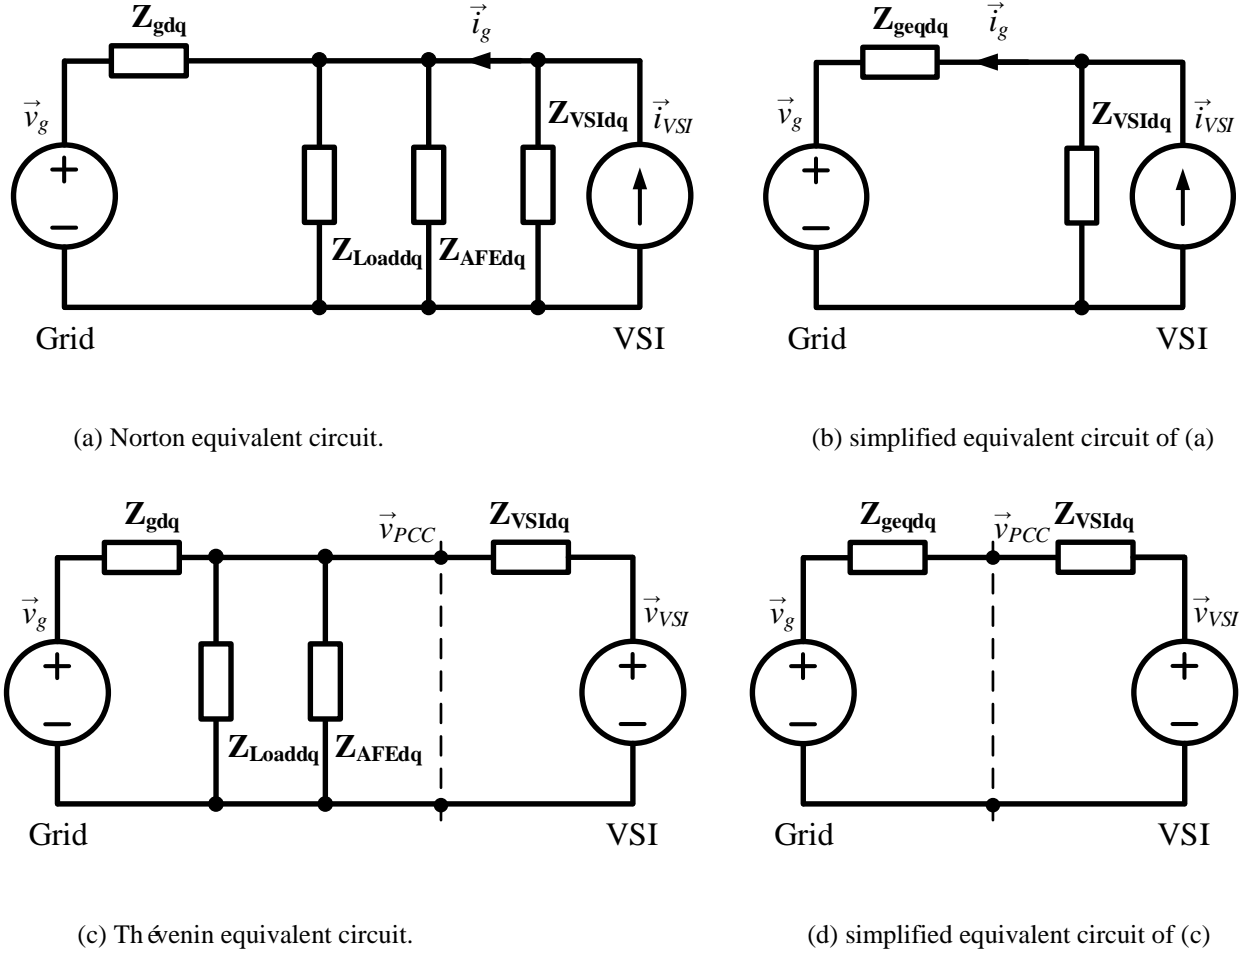 Z_gdq
i_g
v_g
Z_VSIdq
i_VSI
+
−
Z_Loaddq
Z_AFEdq
Grid
VSI
(a) Norton equivalent circuit.
Z_geqdq
i_g
v_g
Z_VSIdq
i_VSI
+
−
Grid
VSI
(b) simplified equivalent circuit of (a)
Z_gdq
v_PCC
Z_VSIdq
v_g
v_VSI
+
−
+
−
Z_Loaddq
Z_AFEdq
Grid
VSI
(c) Thévenin equivalent circuit.
Z_geqdq
v_PCC
Z_VSIdq
v_g
v_VSI
+
−
+
−
Grid
VSI
(d) simplified equivalent circuit of (c)